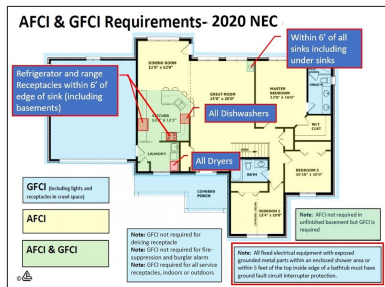 AFCI & GFCI Requirements- 2020 NEC
Within 6' of all
sinks including
under sinks
DINING ROOM
Refrigerator and range
Receptacles within 6' of
edge of sink (including
basements)
GREAT ROOM
MASTER
BEDROOM
All Dishwashers
KITCHEN
LAUNDRY
All Dryers
BATH
COVERED
PORCH
BEDROOM 3
BEDROOM 2
GFCI (including lights and
receptacles in crawl space)
AFCI
AFCI & GFCI
Note: GFCI not required for
deicing receptacle
Note: GFCI not required for fire-
suppression and burglar alarm
Note: GFCI required for all service
receptacles, indoors or outdoors
Note: AFCI not required in
unfinished basement but GFCI is
required
Note: All fixed electrical equipment with exposed
grounded metal parts within an enclosed shower area or
within 5 feet of the top inside edge of a bathtub must have
ground fault circuit interrupter protection.